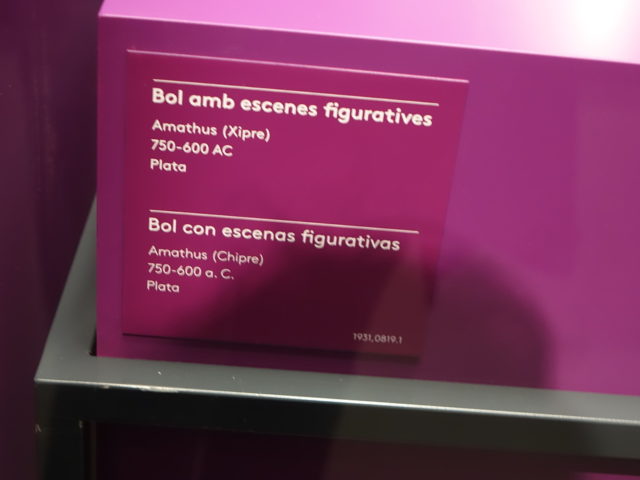 Bol amb escenes figuratives
Amathus (Xipre)
750-600 AC
Plata
Bol con escenas figurativas
Amathus (Chipre)
750-600 a. C.
Plata
1931,0819.1